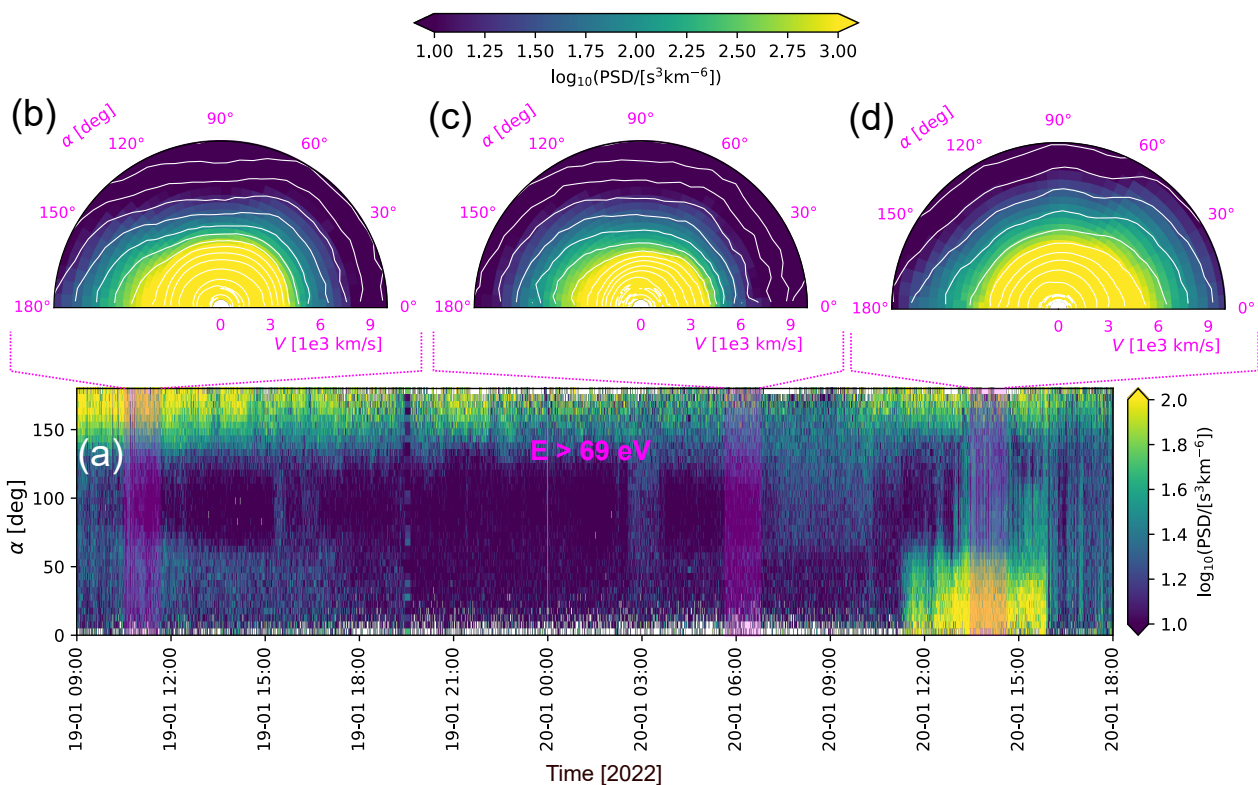 1.00 1.25 1.50 1.75 2.00 2.25 2.50 2.75 3.00
log₁₀(PSD/[s³km⁻⁶])
(b) (c) (d)
α [deg] 180° 150° 120° 90° 60° 30° 0°
0 3 6 9
V [1e3 km/s]
α [deg] 180° 150° 120° 90° 60° 30° 0°
0 3 6 9
V [1e3 km/s]
α [deg] 180° 150° 120° 90° 60° 30° 0°
0 3 6 9
V [1e3 km/s]
(a)
E > 69 eV
α [deg]
150
100
50
0
2.0
1.8
1.6
1.4
1.2
1.0
log₁₀(PSD/[s³km⁻⁶])
19-01 09:00
19-01 12:00
19-01 15:00
19-01 18:00
19-01 21:00
20-01 00:00
20-01 03:00
20-01 06:00
20-01 09:00
20-01 12:00
20-01 15:00
20-01 18:00
Time [2022]